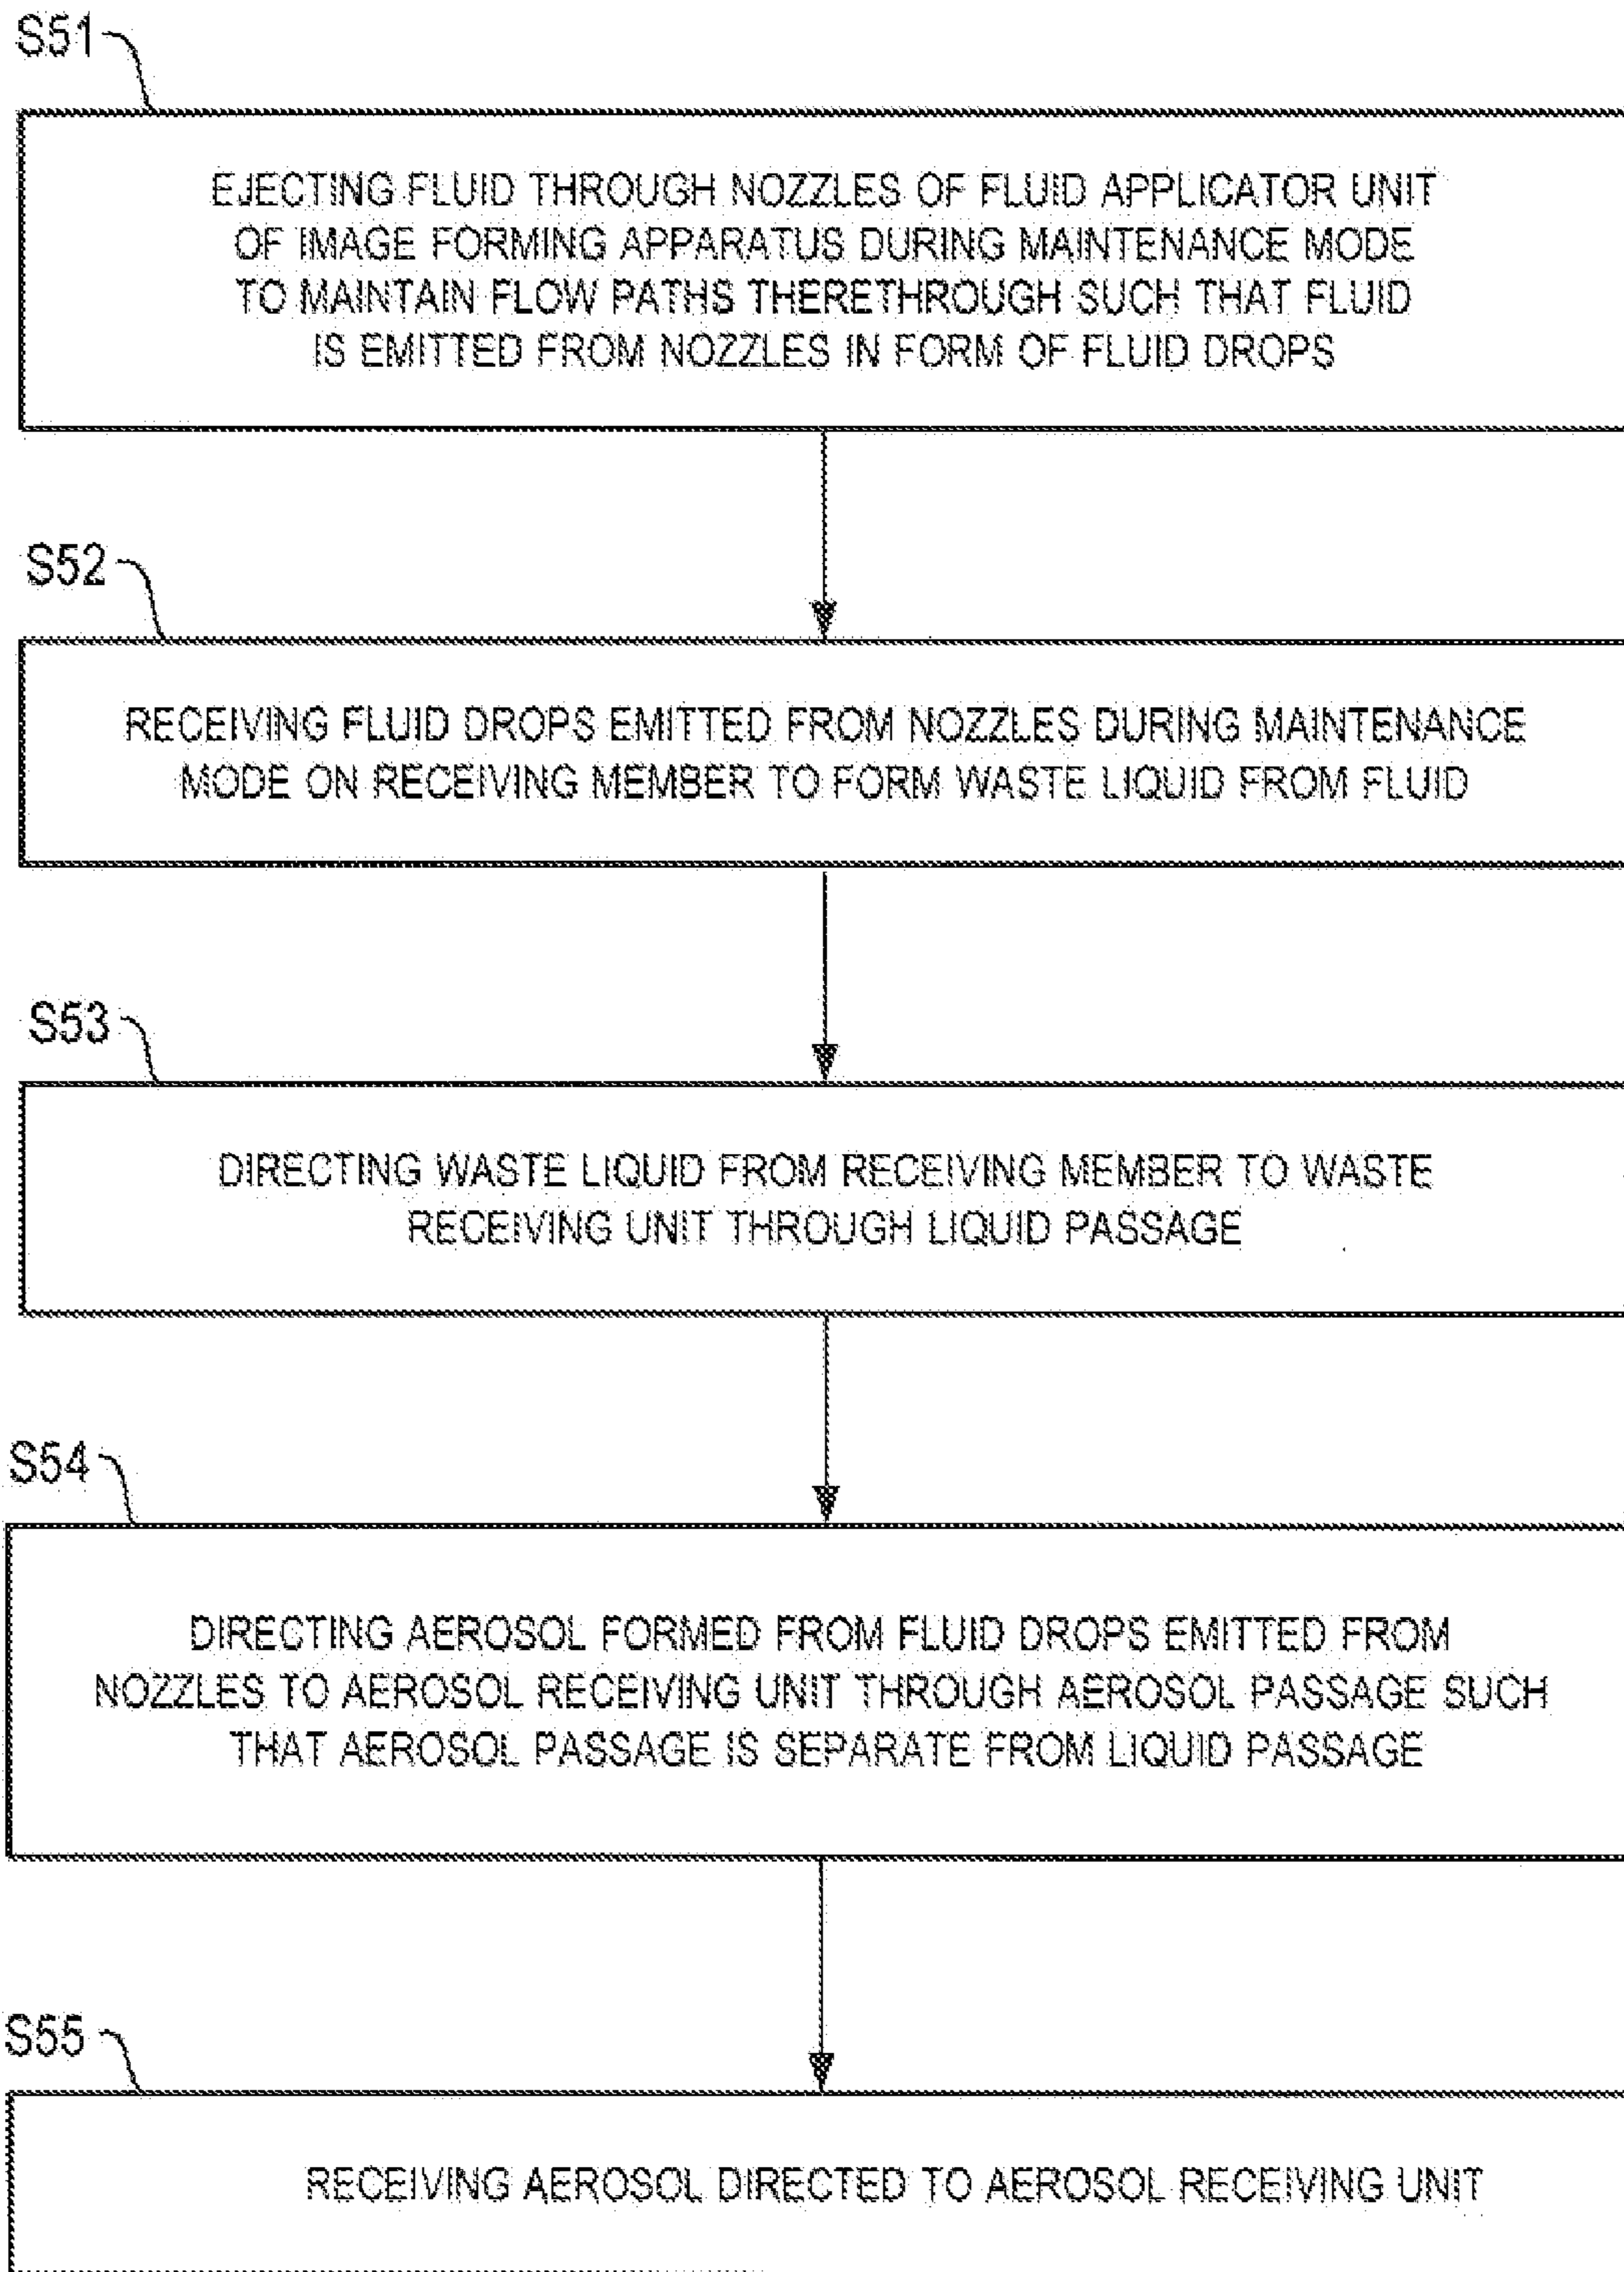 S51
EJECTING FLUID THROUGH NOZZLES OF FLUID APPLICATOR UNIT
OF IMAGE FORMING APPARATUS DURING MAINTENANCE MODE
TO MAINTAIN FLOW PATHS THERETHROUGH SUCH THAT FLUID
IS EMITTED FROM NOZZLES IN FORM OF FLUID DROPS
S52
RECEIVING FLUID DROPS EMITTED FROM NOZZLES DURING MAINTENANCE
MODE ON RECEIVING MEMBER TO FORM WASTE LIQUID FROM FLUID
S53
DIRECTING WASTE LIQUID FROM RECEIVING MEMBER TO WASTE
RECEIVING UNIT THROUGH LIQUID PASSAGE
S54
DIRECTING AEROSOL FORMED FROM FLUID DROPS EMITTED FROM
NOZZLES TO AEROSOL RECEIVING UNIT THROUGH AEROSOL PASSAGE SUCH
THAT AEROSOL PASSAGE IS SEPARATE FROM LIQUID PASSAGE
S55
RECEIVING AEROSOL DIRECTED TO AEROSOL RECEIVING UNIT